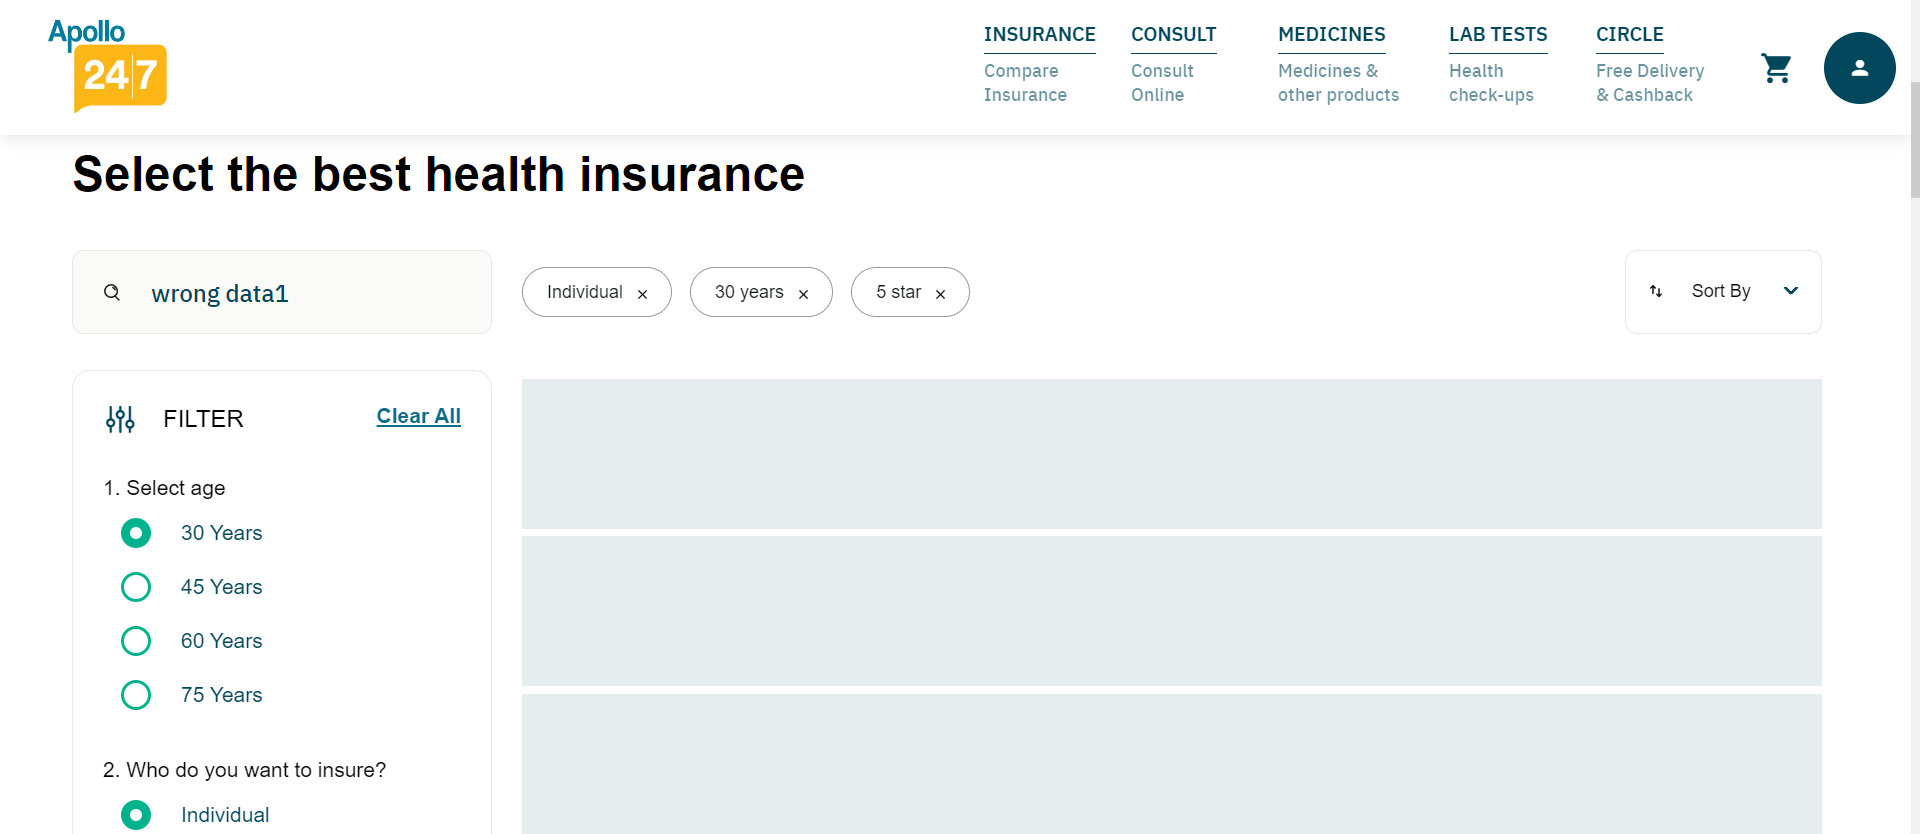 Apollo
24|7
INSURANCE
Compare
Insurance
CONSULT
Consult
Online
MEDICINES
Medicines &
other products
LAB TESTS
Health
check-ups
CIRCLE
Free Delivery
& Cashback
Select the best health insurance
wrong data1
Individual ×
30 years ×
5 star ×
Sort By
FILTER
Clear All
1. Select age
30 Years
45 Years
60 Years
75 Years
2. Who do you want to insure?
Individual